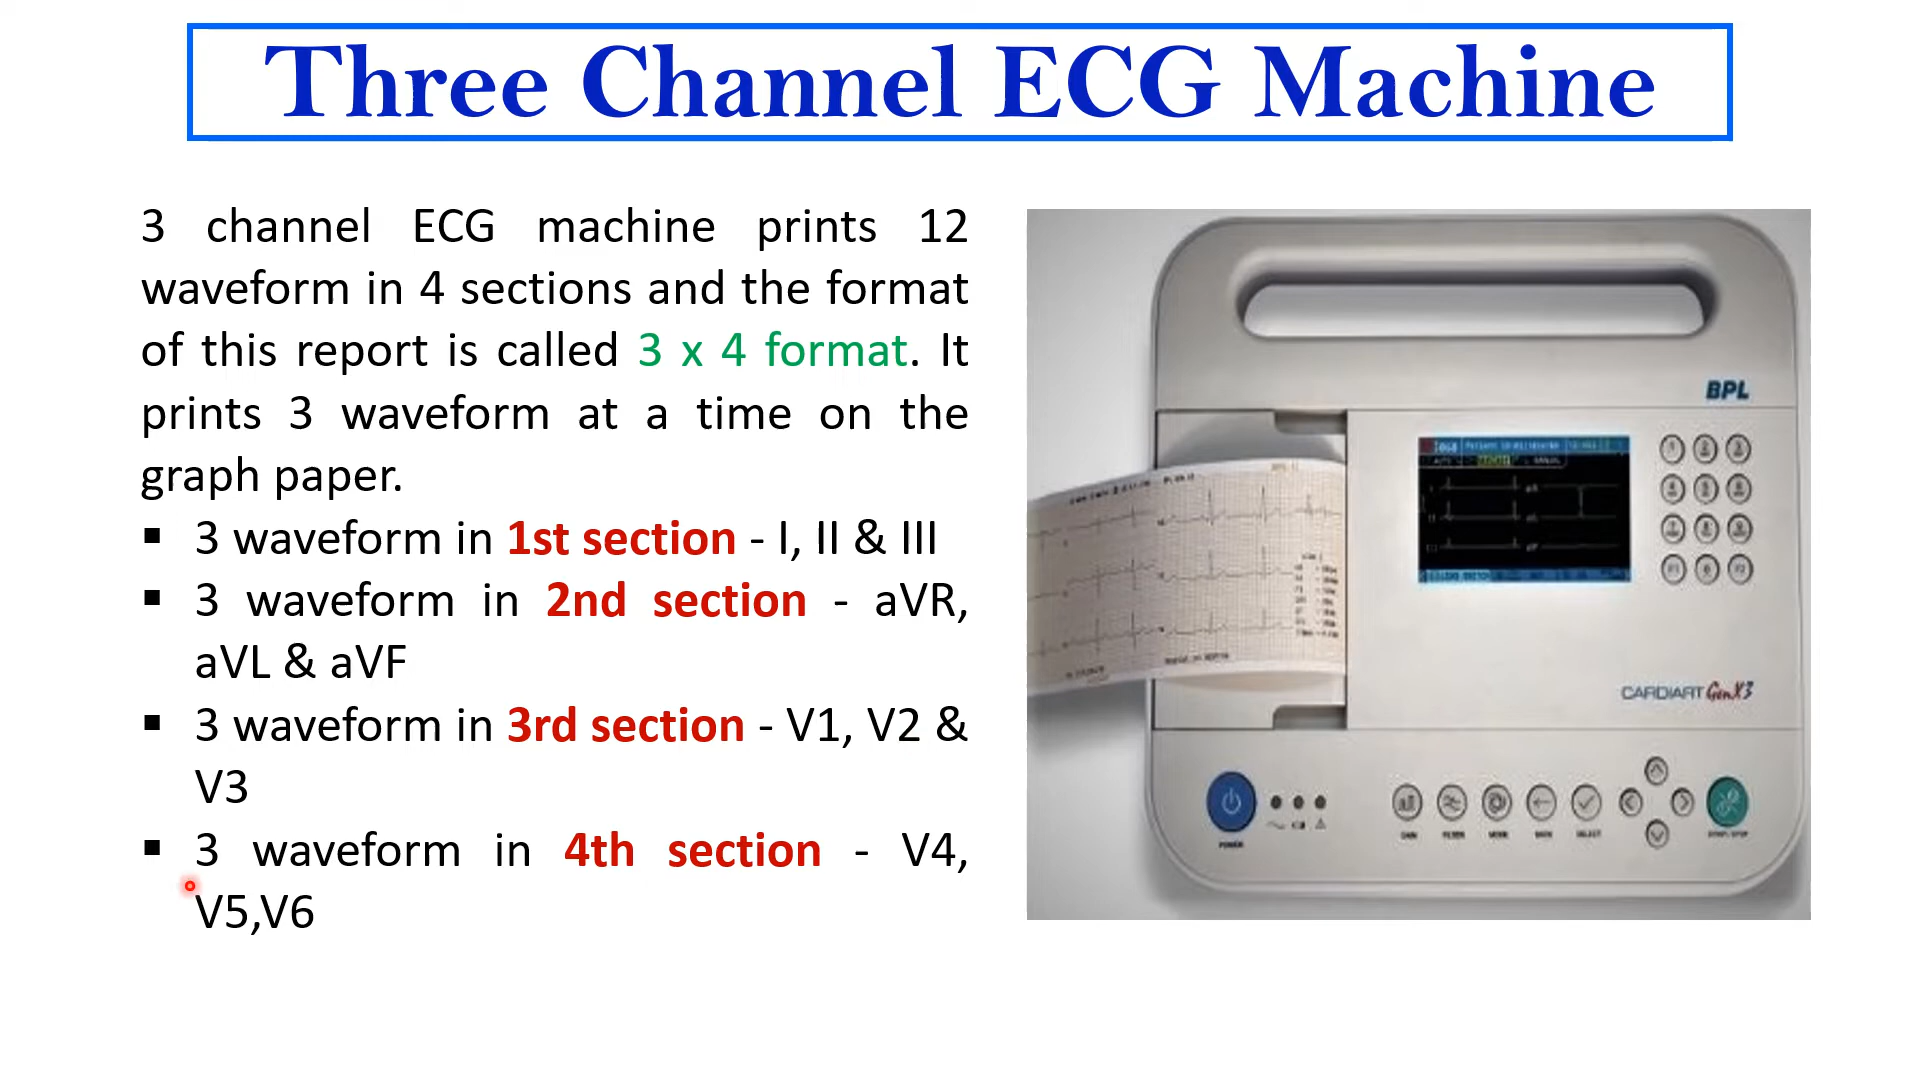 Three Channel ECG Machine
3 channel ECG machine prints 12
waveform in 4 sections and the format
of this report is called 3 x 4 format. It
prints 3 waveform at a time on the
graph paper.
▪ 3 waveform in 1st section - I, II & III
▪ 3 waveform in 2nd section - aVR,
aVL & aVF
▪ 3 waveform in 3rd section - V1, V2 &
V3
▪ 3 waveform in 4th section - V4,
V5,V6
BPL
CARDIART GenX3
POWER